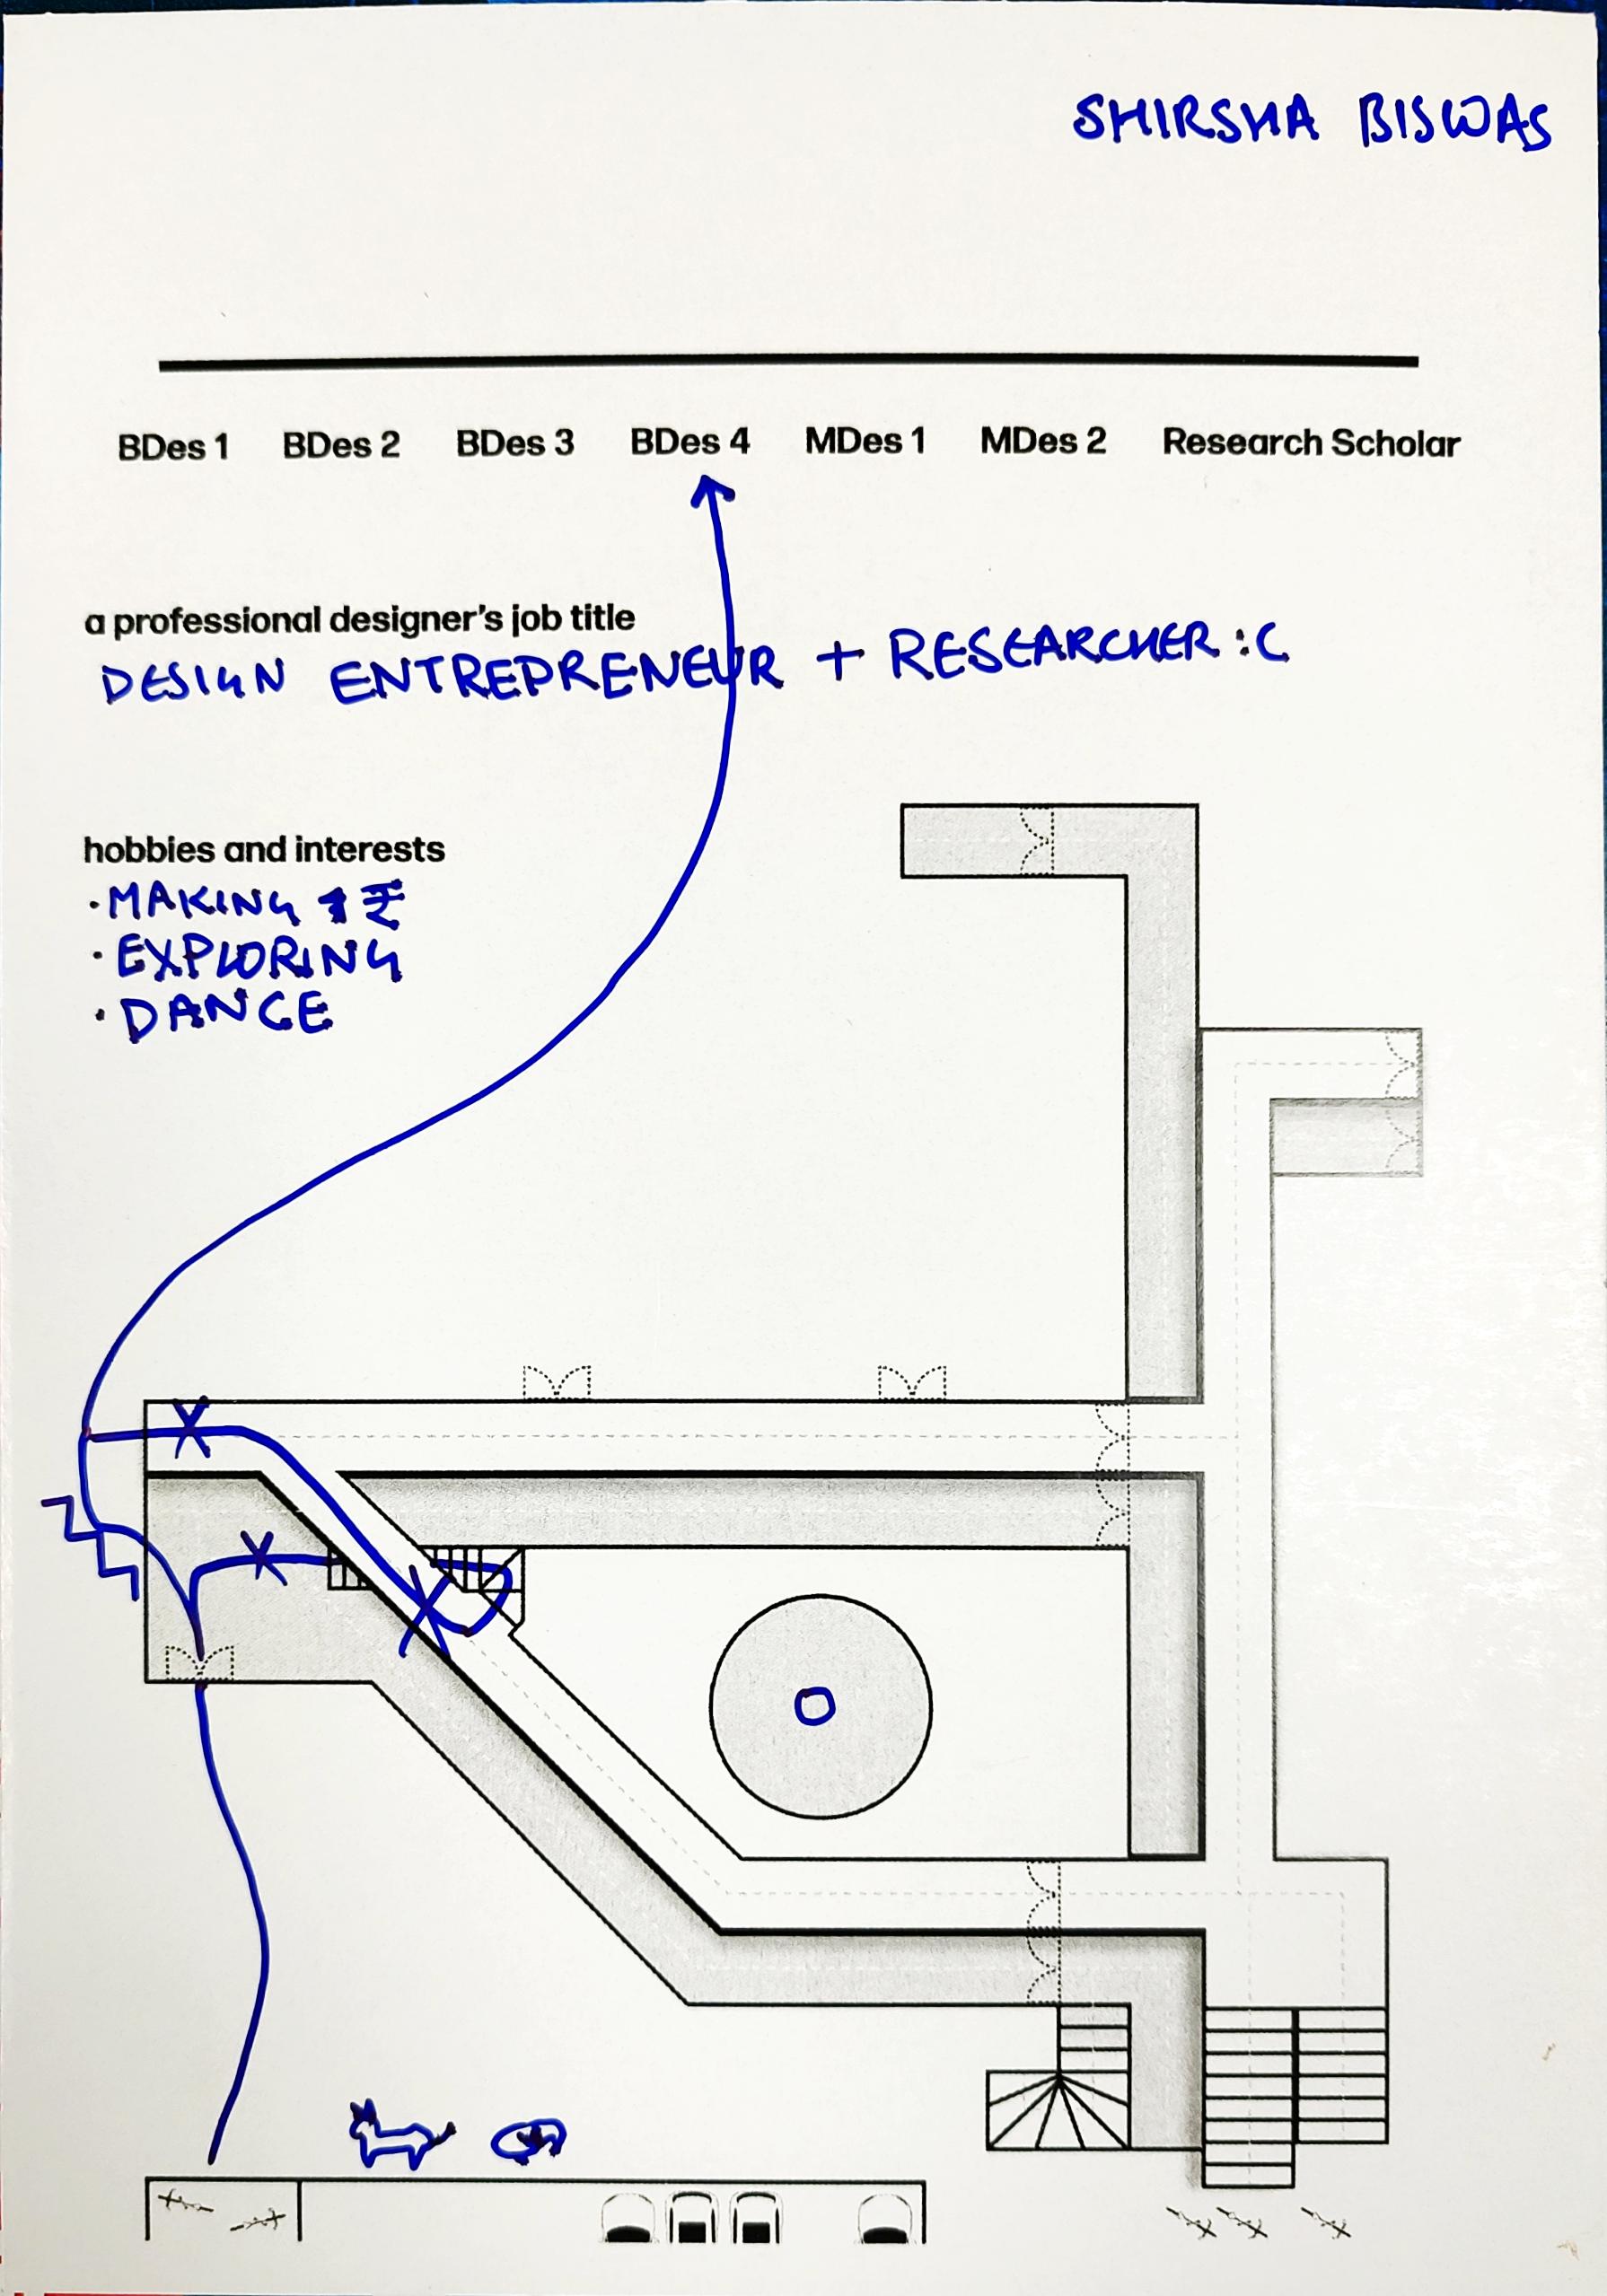 SHIRSHA BISWAS
BDes 1 BDes 2 BDes 3 BDes 4 MDes 1 MDes 2 Research Scholar
a professional designer's job title
DESIGN ENTREPRENEUR + RESEARCHER :C
hobbies and interests
· MAKING ₹
· EXPLORING
· DANCE